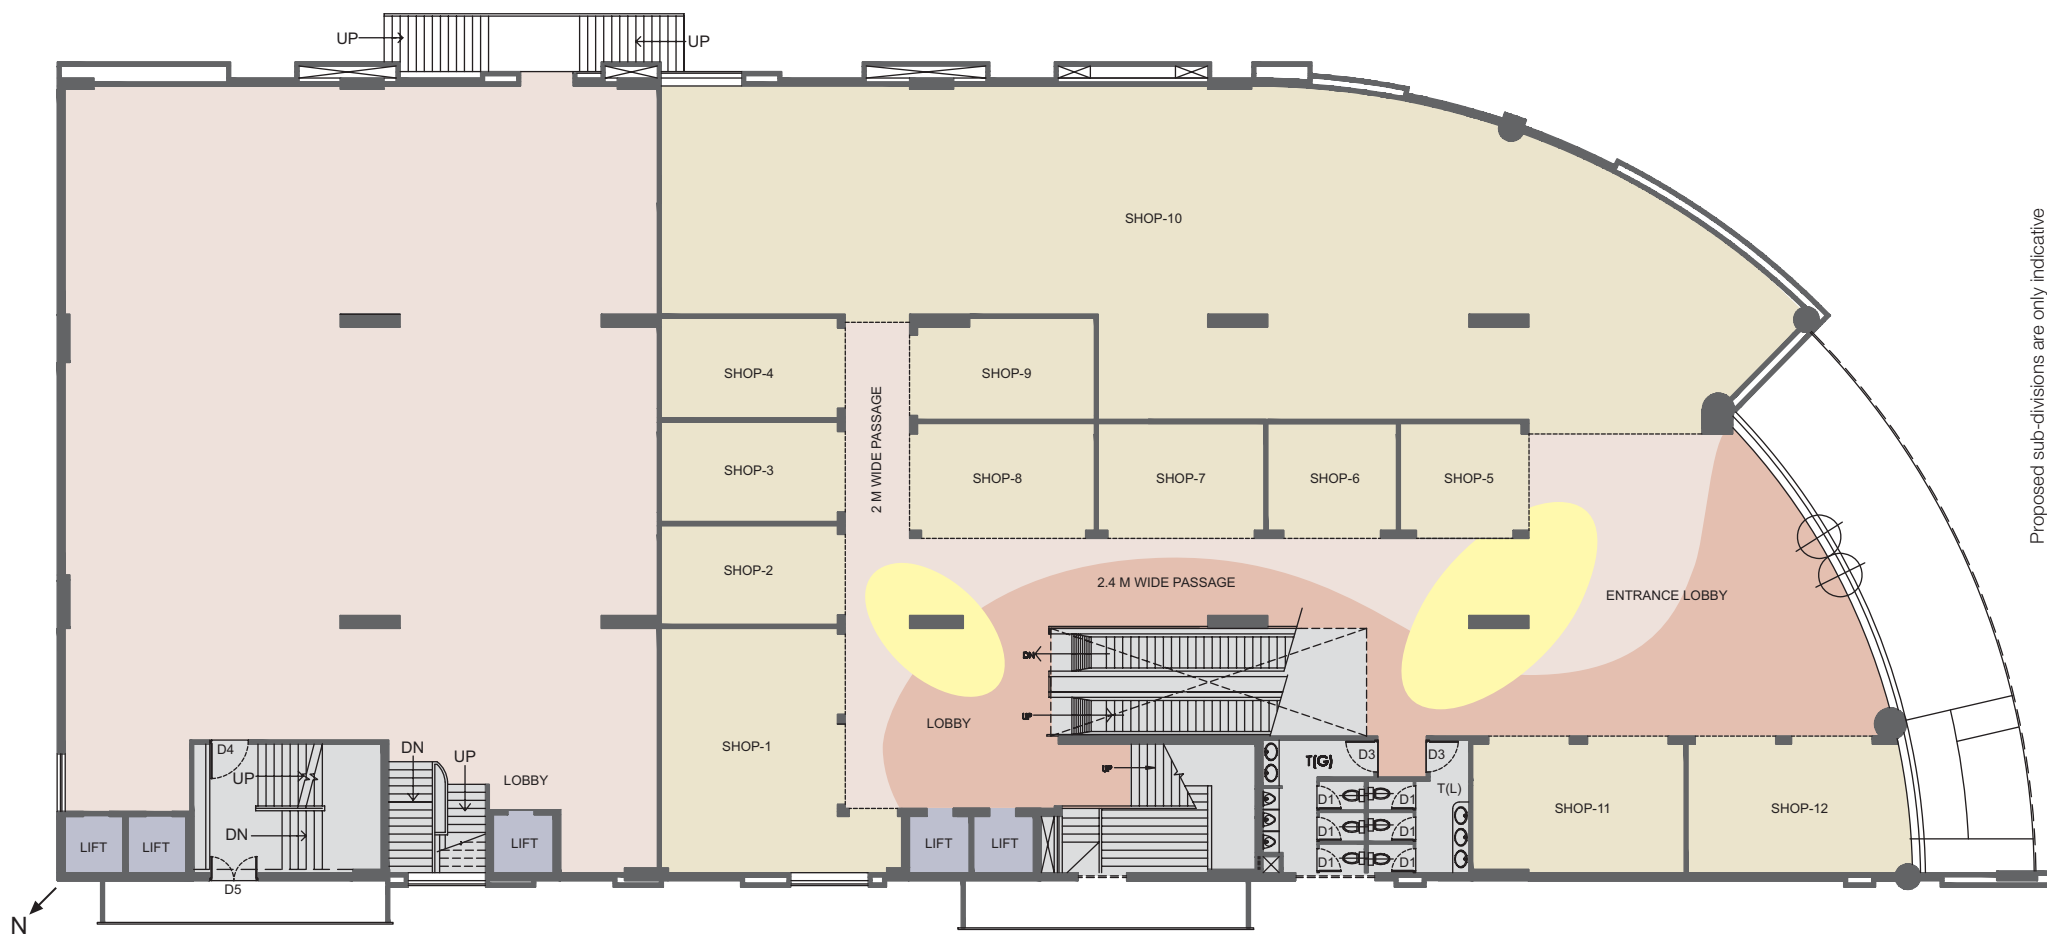 UP
UP
SHOP-10
Proposed sub-divisions are only indicative
SHOP-4
SHOP-9
2 M WIDE PASSAGE
SHOP-3
SHOP-8
SHOP-7
SHOP-6
SHOP-5
SHOP-2
2.4 M WIDE PASSAGE
ENTRANCE LOBBY
DN
UP
LOBBY
SHOP-1
D4
UP
DN
DN
UP
LOBBY
UP
T(G)
D3
D3
T(L)
D1
D1
D1
D1
D1
D1
SHOP-11
SHOP-12
LIFT
LIFT
LIFT
LIFT
LIFT
D5
N